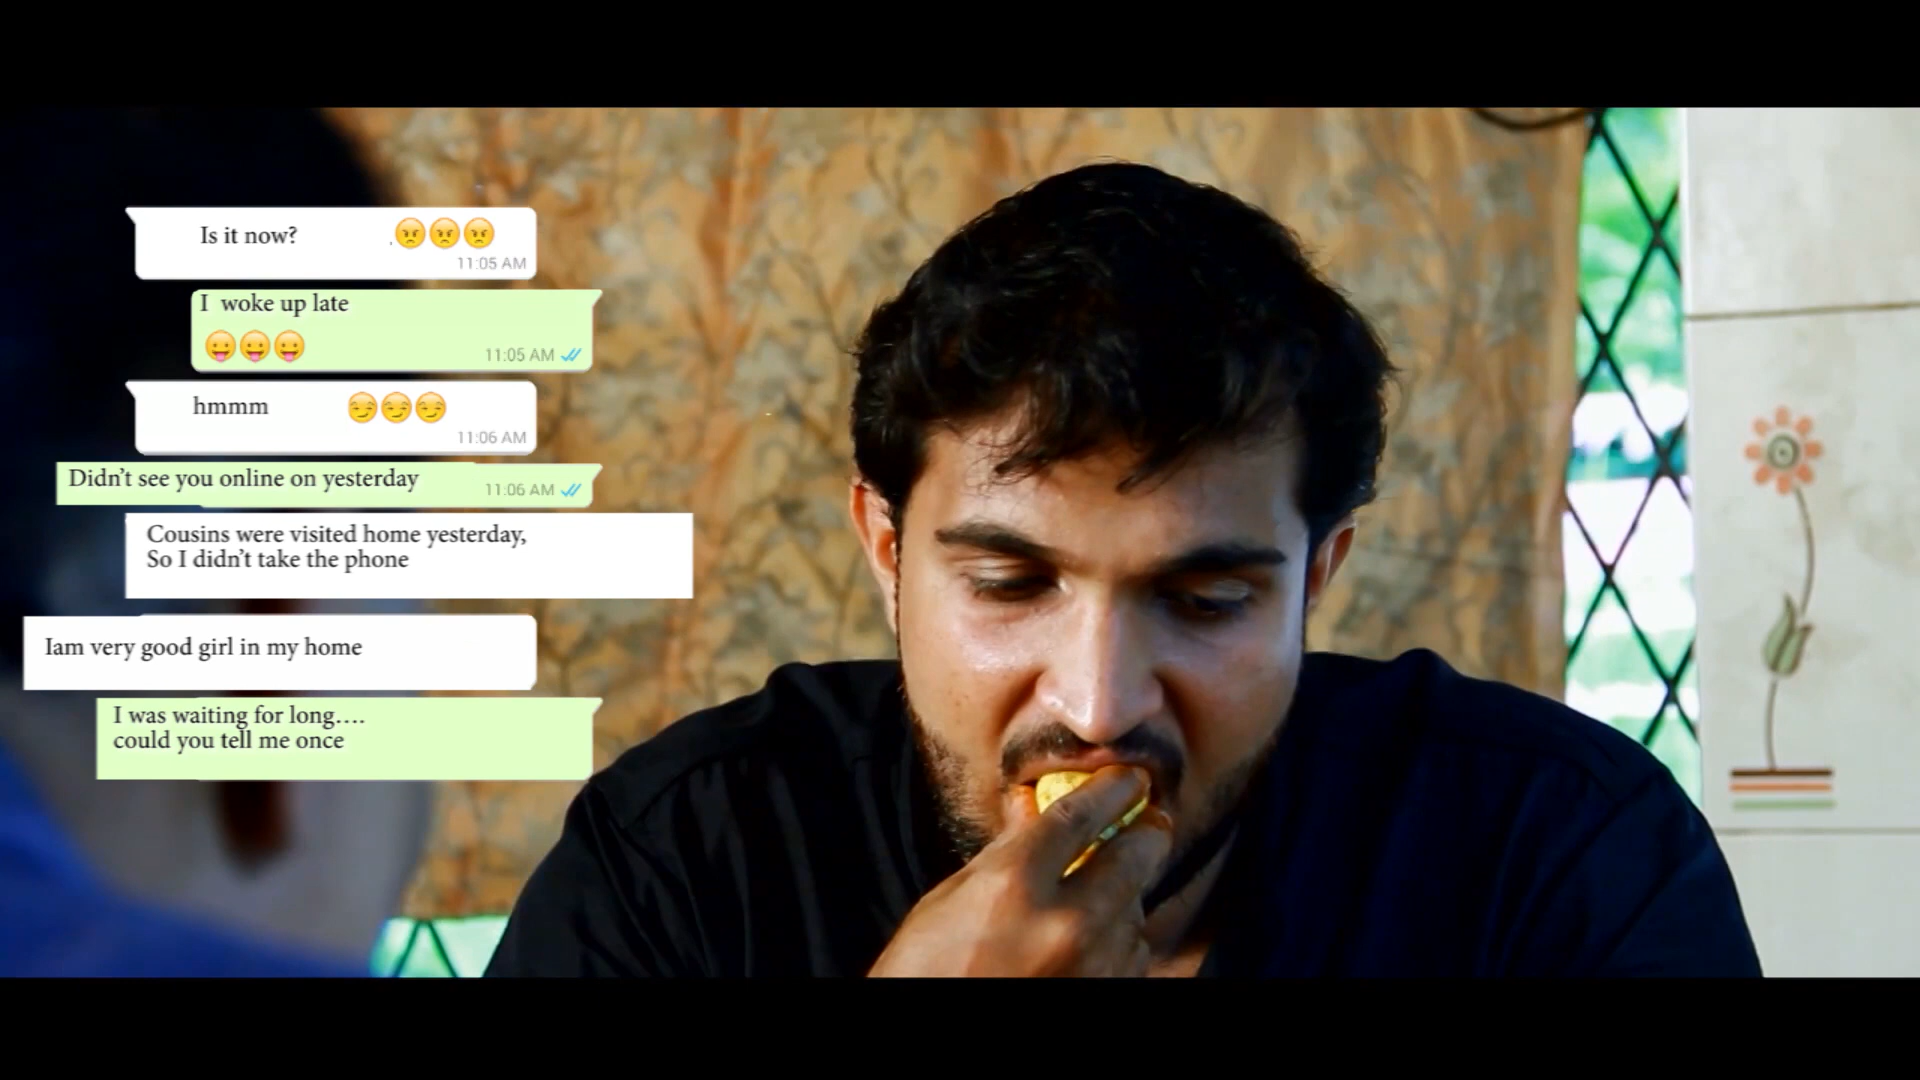 Is it now? 😠😠😠
11:05 AM
I woke up late
😛😛😛 11:05 AM
hmmm 😏😏😏
11:06 AM
Didn't see you online on yesterday 11:06 AM
Cousins were visited home yesterday,
So I didn't take the phone
Iam very good girl in my home
I was waiting for long....
could you tell me once